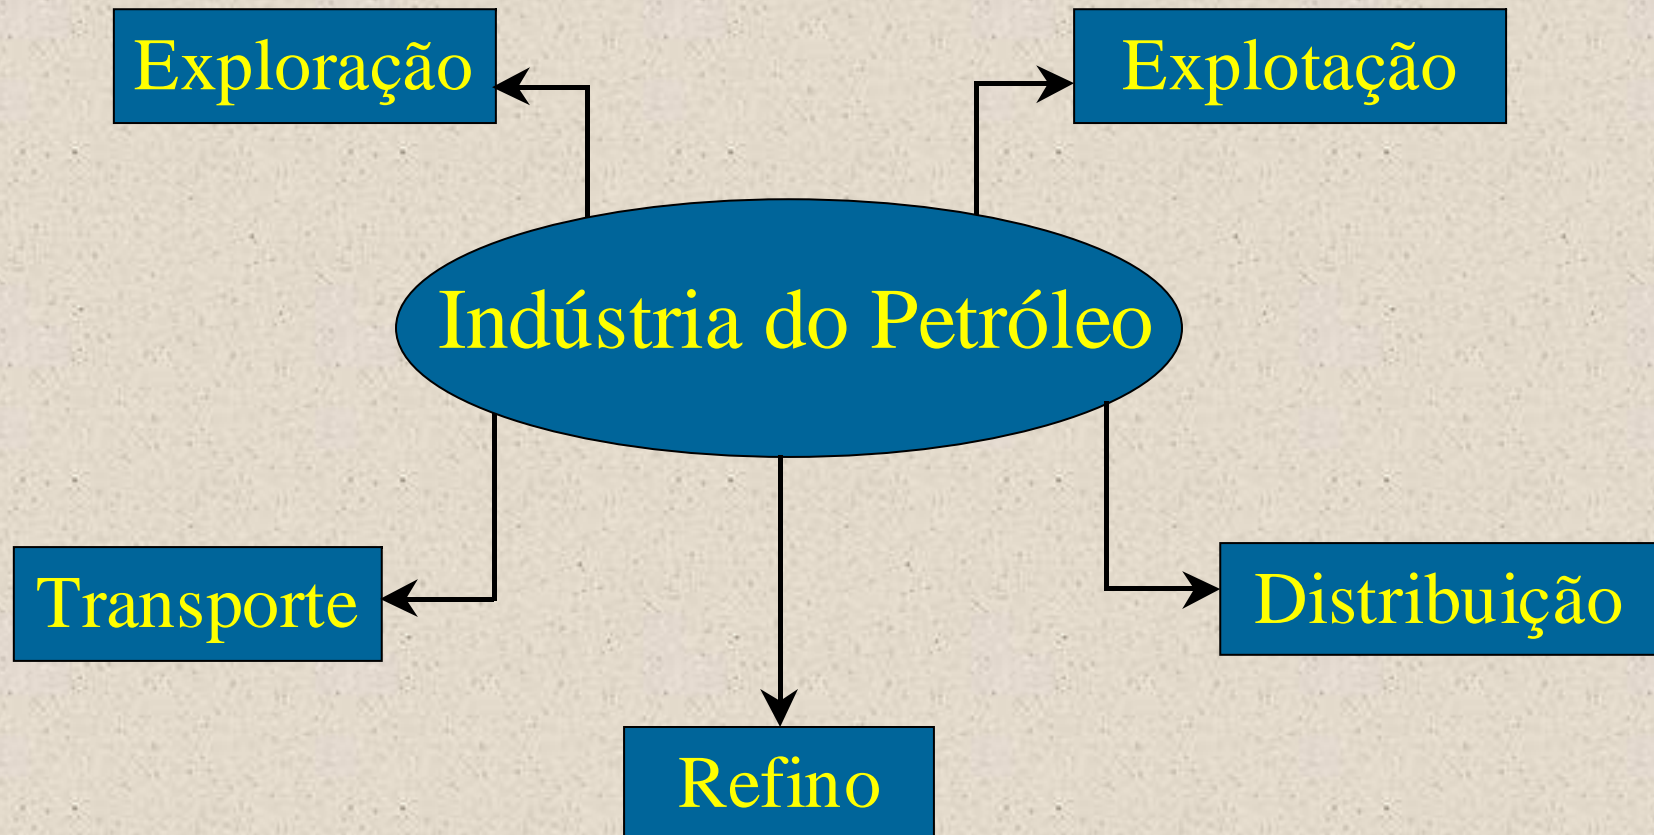 Exploração
Explotação
Indústria do Petróleo
Transporte
Distribuição
Refino